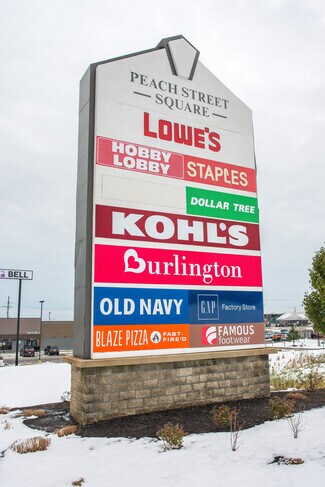 PEACH STREET
SQUARE
LOWE'S
HOBBY
LOBBY
STAPLES
DOLLAR TREE
KOHL'S
Burlington
OLD NAVY
GAP
Factory Store
BLAZE PIZZA
FAST-
FIRE'D
FAMOUS
footwear
BELL